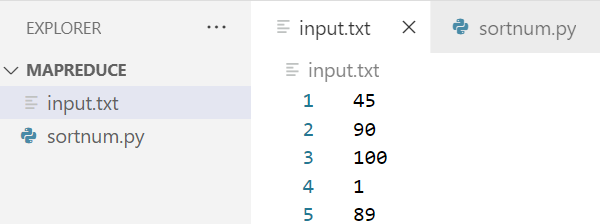 EXPLORER
MAPREDUCE
input.txt
sortnum.py
input.txt sortnum.py
input.txt
1 45
2 90
3 100
4 1
5 89